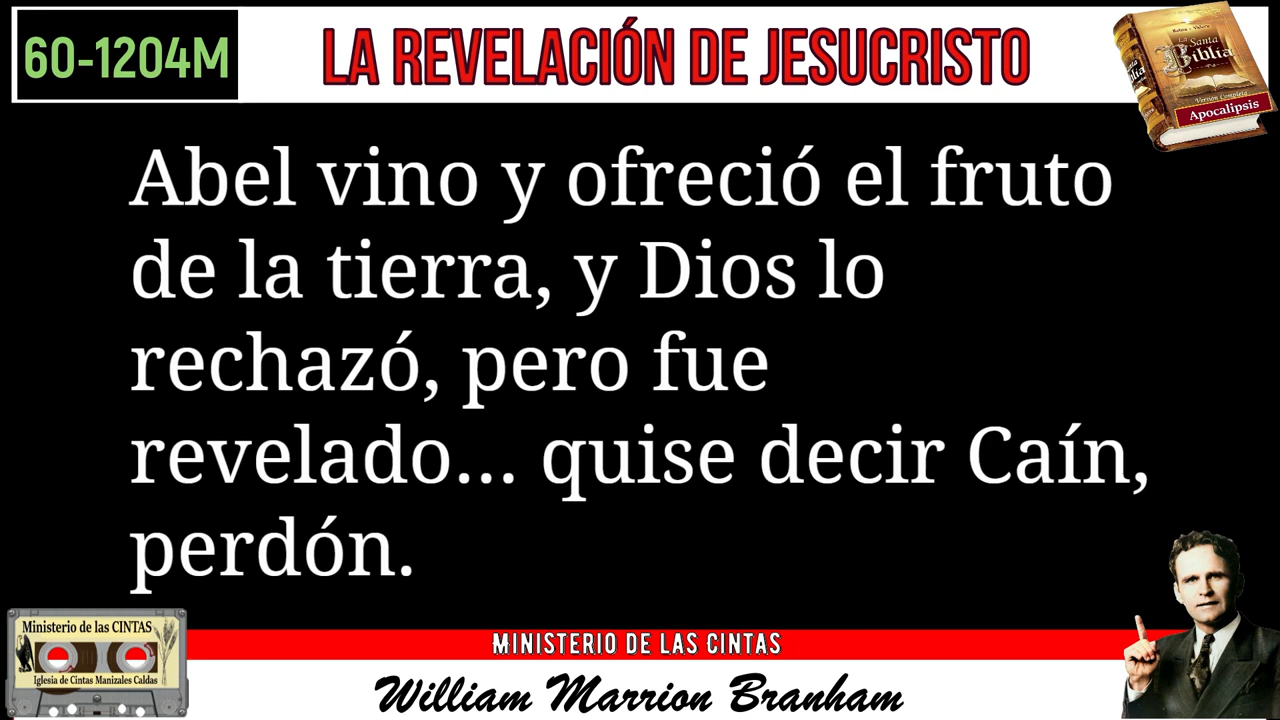 60-1204M
LA REVELACIÓN DE JESUCRISTO
La Santa
Biblia
Apocalipsis
Abel vino y ofreció el fruto
de la tierra, y Dios lo
rechazó, pero fue
revelado... quise decir Caín,
perdón.
Ministerio de las CINTAS
Iglesia de Cintas Manizales Caldas
MINISTERIO DE LAS CINTAS
William Marrion Branham